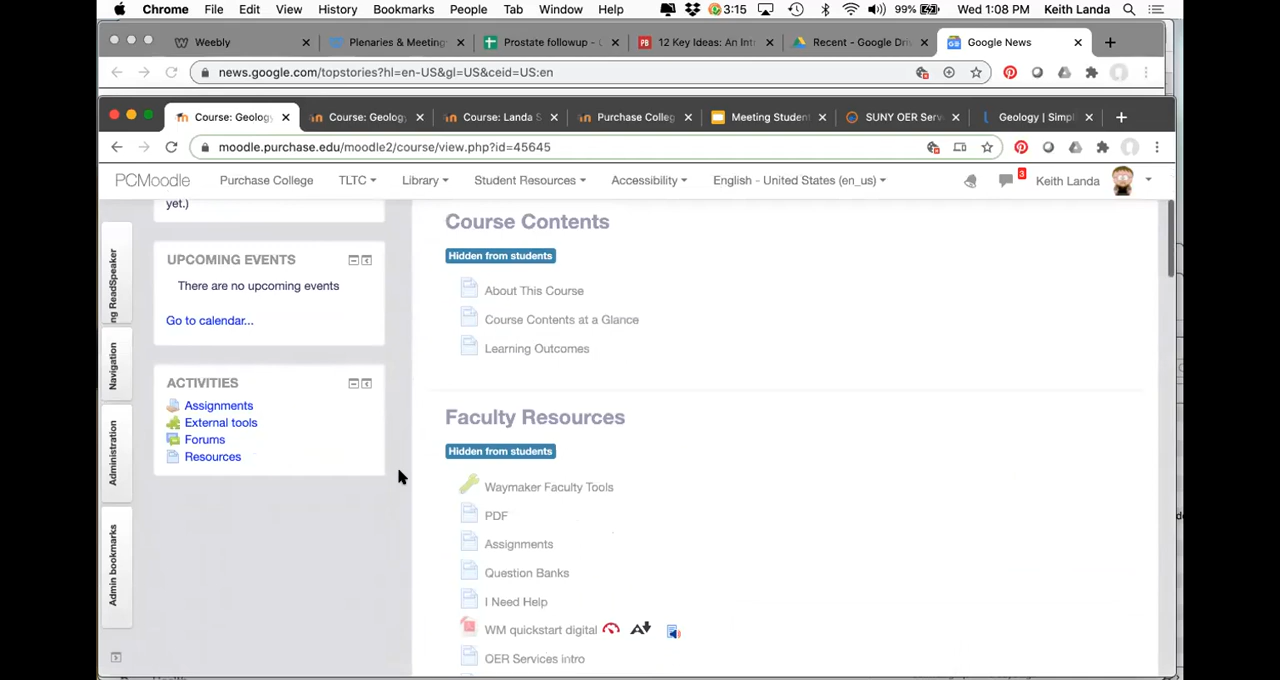 Chrome File Edit View History Bookmarks People Tab Window Help 3:15 99% Wed 1:08 PM Keith Landa
Weebly Plenaries & Meeting Prostate followup - 12 Key Ideas: An Int Recent - Google Dri Google News
news.google.com/topstories?hl=en-US&gl=US&ceid=US:en
Course: Geolog Course: Geology Course: Landa S Purchase Colleg Meeting Student SUNY OER Serv Geology | Simpl
moodle.purchase.edu/moodle2/course/view.php?id=45645
PCMoodle Purchase College TLTC Library Student Resources Accessibility English - United States (en_us) 3 Keith Landa
yet.)
UPCOMING EVENTS
There are no upcoming events
Go to calendar...
ACTIVITIES
Assignments
External tools
Forums
Resources
ng ReadSpeaker
Navigation
Administration
Admin bookmarks
Course Contents
Hidden from students
About This Course
Course Contents at a Glance
Learning Outcomes
Faculty Resources
Hidden from students
Waymaker Faculty Tools
PDF
Assignments
Question Banks
I Need Help
WM quickstart digital
OER Services intro